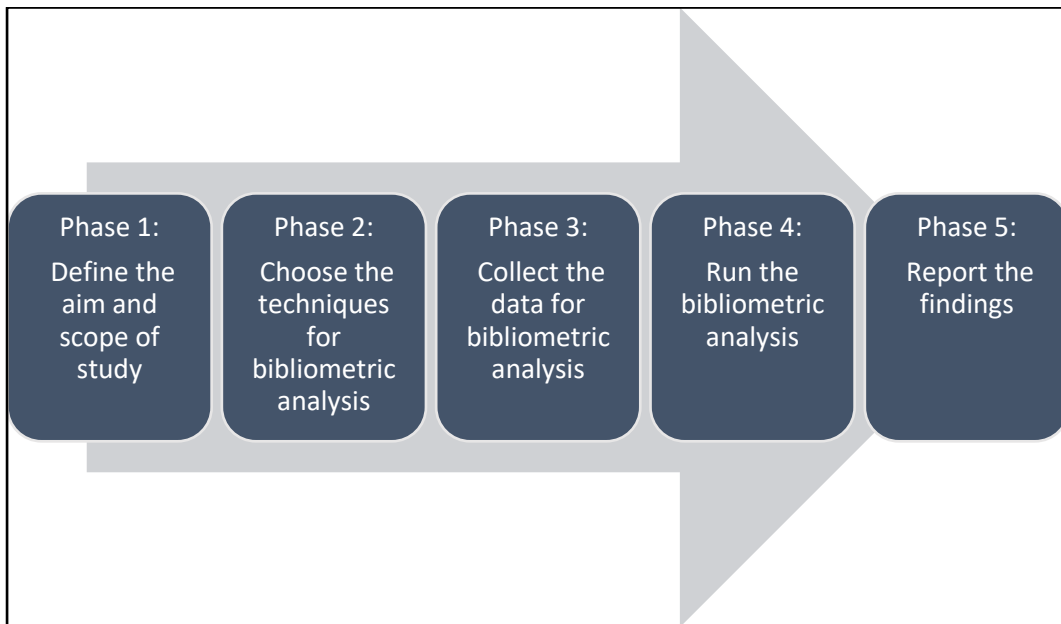 Phase 1:
Define the
aim and
scope of
study
Phase 2:
Choose the
techniques
for
bibliometric
analysis
Phase 3:
Collect the
data for
bibliometric
analysis
Phase 4:
Run the
bibliometric
analysis
Phase 5:
Report the
findings